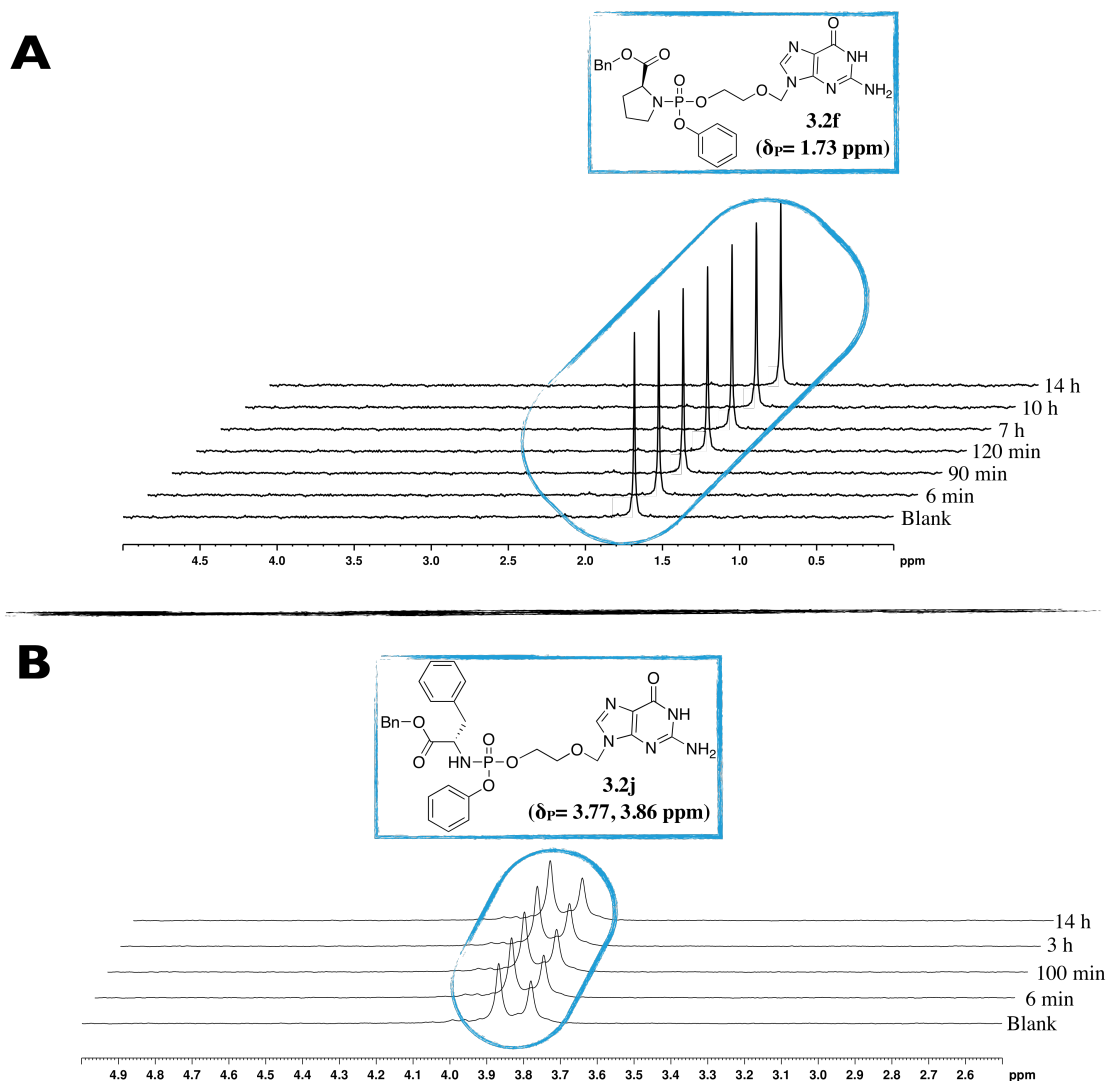 A
O
N
NH
N
N
NH2
O
Bn
O
O
N
P
O
O
O
O
3.2f
(δP= 1.73 ppm)
14 h
10 h
7 h
120 min
90 min
6 min
Blank
4.5 4.0 3.5 3.0 2.5 2.0 1.5 1.0 0.5 ppm
B
O
N
NH
N
N
NH2
Bn
O
O
HN
P
O
O
O
O
3.2j
(δP= 3.77, 3.86 ppm)
14 h
3 h
100 min
6 min
Blank
4.9 4.8 4.7 4.6 4.5 4.4 4.3 4.2 4.1 4.0 3.9 3.8 3.7 3.6 3.5 3.4 3.3 3.2 3.1 3.0 2.9 2.8 2.7 2.6 ppm